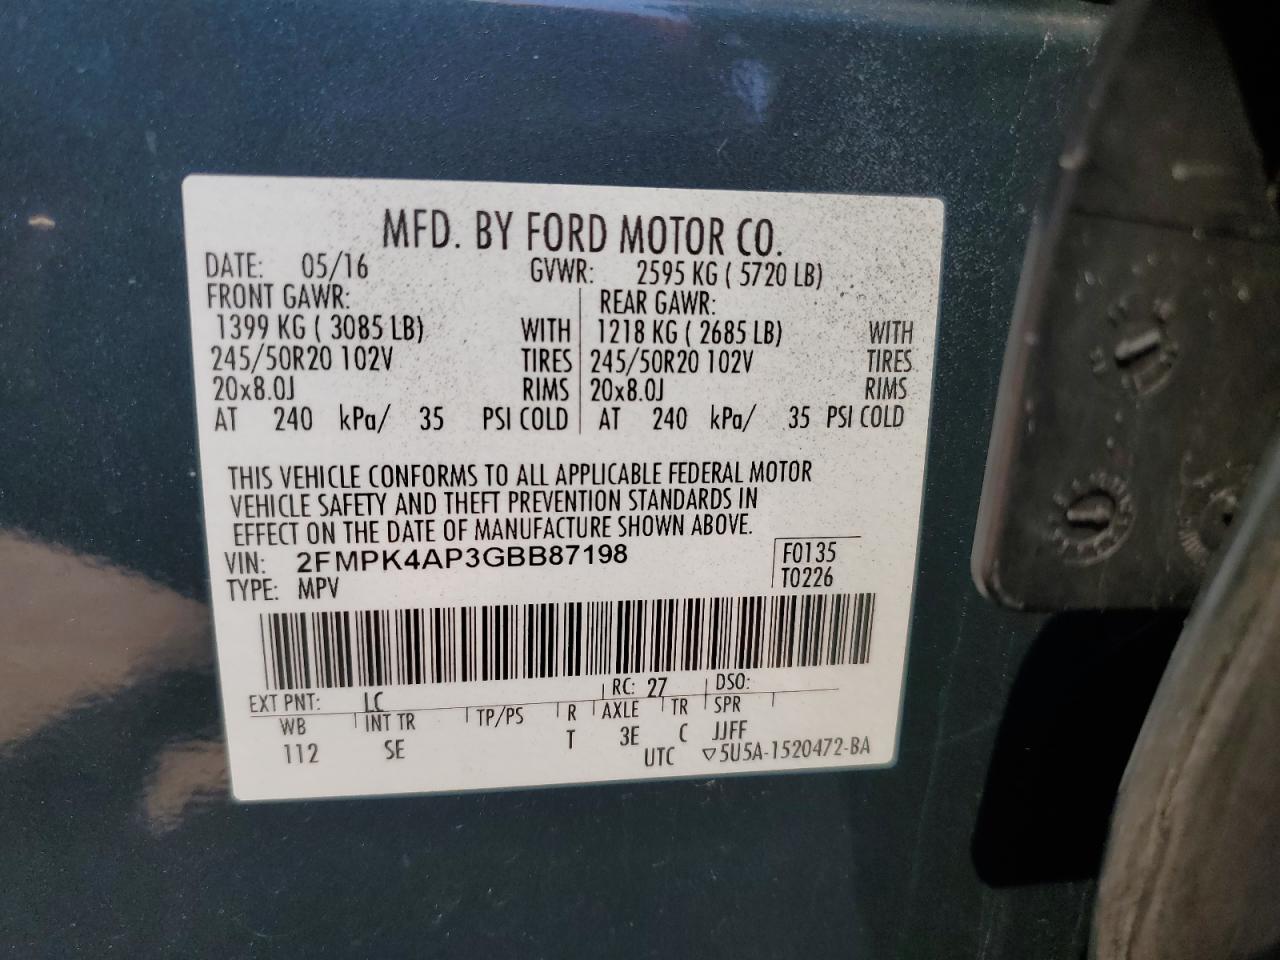 MFD. BY FORD MOTOR CO.
DATE: 05/16 GVWR: 2595 KG ( 5720 LB)
FRONT GAWR: REAR GAWR:
1399 KG ( 3085 LB) WITH 1218 KG ( 2685 LB) WITH
245/50R20 102V TIRES 245/50R20 102V TIRES
20x8.0J RIMS 20x8.0J RIMS
AT 240 kPa/ 35 PSI COLD AT 240 kPa/ 35 PSI COLD
THIS VEHICLE CONFORMS TO ALL APPLICABLE FEDERAL MOTOR
VEHICLE SAFETY AND THEFT PREVENTION STANDARDS IN
EFFECT ON THE DATE OF MANUFACTURE SHOWN ABOVE.
VIN: 2FMPK4AP3GBB87198 F0135
TYPE: MPV T0226
EXT PNT: LC RC: 27 DSO:
WB INT TR TP/PS R AXLE TR SPR
112 SE T 3E C JJFF
UTC ▽5U5A-1520472-BA